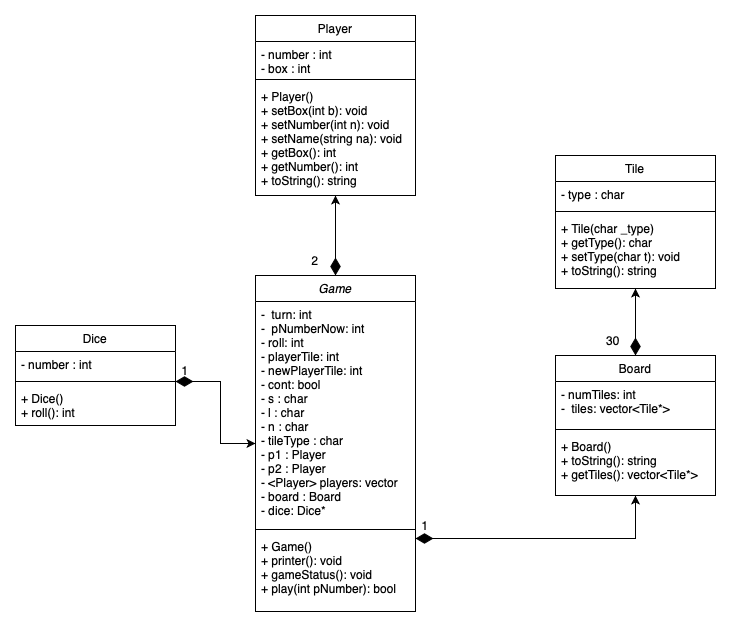 Player
- number : int
- box : int
+ Player()
+ setBox(int b): void
+ setNumber(int n): void
+ setName(string na): void
+ getBox(): int
+ getNumber(): int
+ toString(): string
2
Game
- turn: int
- pNumberNow: int
- roll: int
- playerTile: int
- newPlayerTile: int
- cont: bool
- s : char
- l : char
- n : char
- tileType : char
- p1 : Player
- p2 : Player
- <Player> players: vector
- board : Board
- dice: Dice*
+ Game()
+ printer(): void
+ gameStatus(): void
+ play(int pNumber): bool
Dice
- number : int
+ Dice()
+ roll(): int
1
Tile
- type : char
+ Tile(char _type)
+ getType(): char
+ setType(char t): void
+ toString(): string
30
Board
- numTiles: int
- tiles: vector<Tile*>
+ Board()
+ toString(): string
+ getTiles(): vector<Tile*>
1